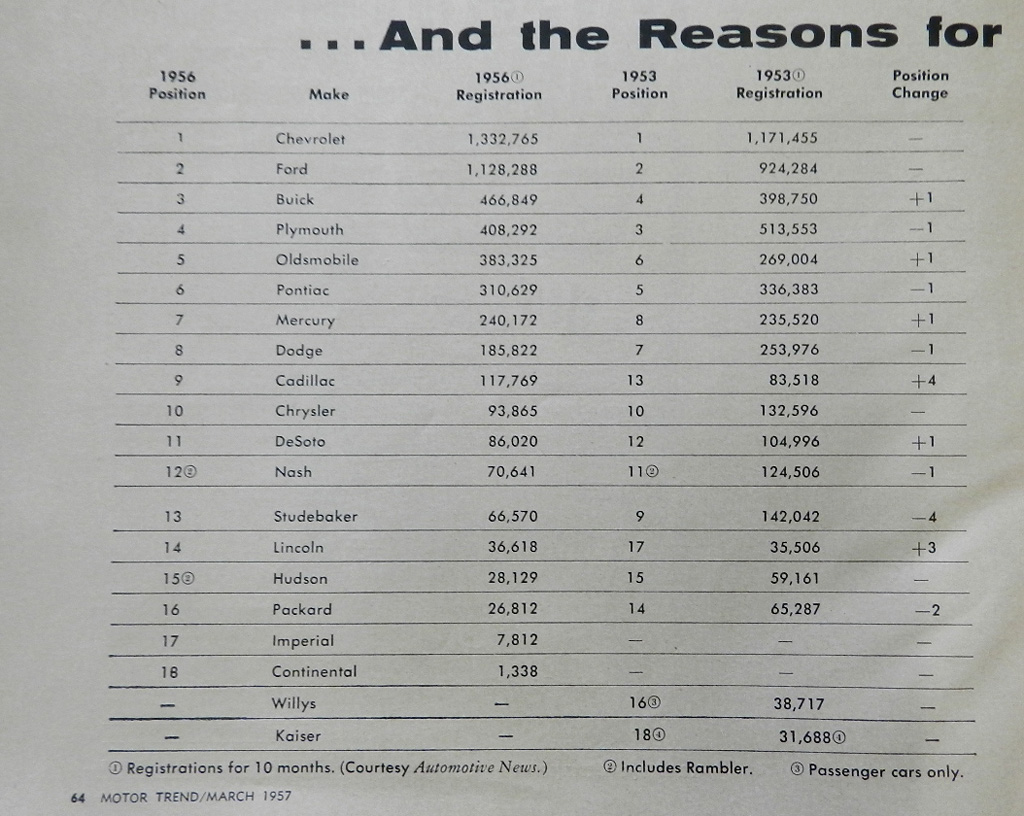 ...And the Reasons for
1956 Position Make 1956① Registration 1953 Position 1953① Registration Position Change
1 Chevrolet 1,332,765 1 1,171,455 —
2 Ford 1,128,288 2 924,284 —
3 Buick 466,849 4 398,750 +1
4 Plymouth 408,292 3 513,553 —1
5 Oldsmobile 383,325 6 269,004 +1
6 Pontiac 310,629 5 336,383 —1
7 Mercury 240,172 8 235,520 +1
8 Dodge 185,822 7 253,976 —1
9 Cadillac 117,769 13 83,518 +4
10 Chrysler 93,865 10 132,596 —
11 DeSoto 86,020 12 104,996 +1
12② Nash 70,641 11② 124,506 —1
13 Studebaker 66,570 9 142,042 —4
14 Lincoln 36,618 17 35,506 +3
15② Hudson 28,129 15 59,161 —
16 Packard 26,812 14 65,287 —2
17 Imperial 7,812 — — —
18 Continental 1,338 — — —
— Willys — 16③ 38,717 —
— Kaiser — 18④ 31,688④ —
① Registrations for 10 months. (Courtesy Automotive News.) ② Includes Rambler. ③ Passenger cars only.
64 MOTOR TREND/MARCH 1957